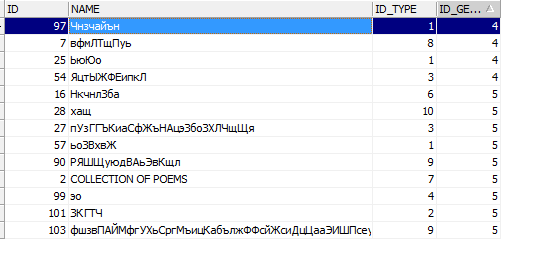 ID NAME ID_TYPE ID_GE...
97 Чнзчайън 1 4
7 вфмЛТщПуь 8 4
25 ЬюЮо 1 4
54 ЯцтЫЖФЕипкЛ 3 4
16 НкчнлЗба 6 5
28 хащ 10 5
27 пУзГГЪКиаСфЖъНАцэЗбоЗХЛЧщЩя 3 5
57 ьоЗВхвЖ 1 5
90 РЯШЩуюдВАьЭвКщл 9 5
2 COLLECTION OF POEMS 7 5
99 эо 4 5
101 ЗКГТЧ 2 5
103 фшзвПАЙМфгУХьСргМъицКабължФФсйЖсиДцЦааЭИШПсеу 9 5